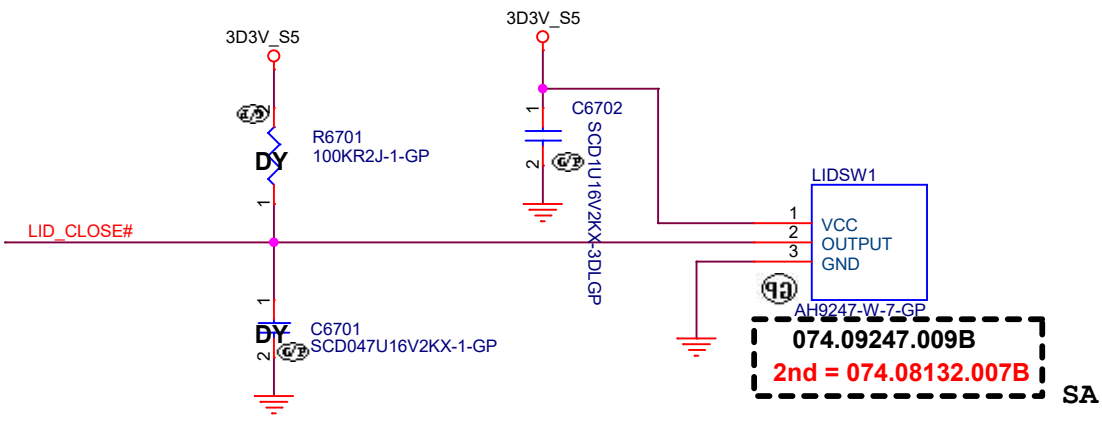 3D3V_S5
3D3V_S5
2
R6701
100KR2J-1-GP
DY
1
LID_CLOSE#
1
C6701
SCD047U16V2KX-1-GP
DY
2
G/P
1
C6702
SCD1U16V2KX-3DLGP
2
G/P
LIDSW1
1
VCC
2
OUTPUT
3
GND
AH9247-W-7-GP
074.09247.009B
2nd = 074.08132.007B
SA